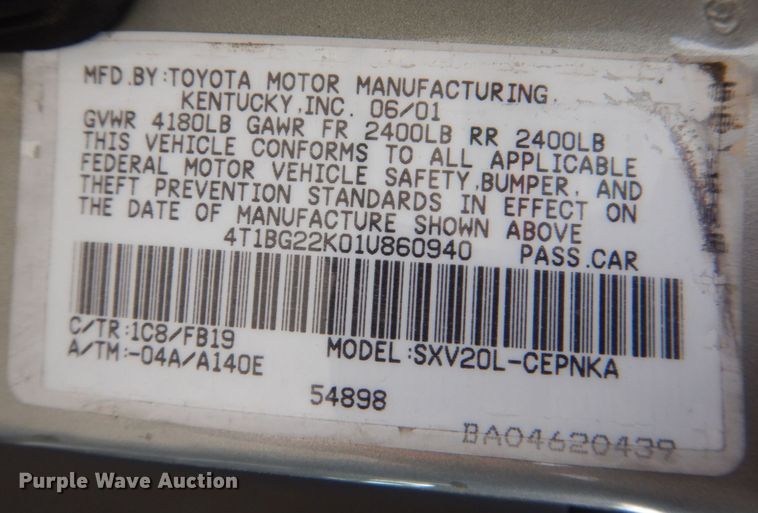 MFD.BY:TOYOTA MOTOR MANUFACTURING,
KENTUCKY,INC. 06/01
GVWR 4180LB GAWR FR 2400LB RR 2400LB
THIS VEHICLE CONFORMS TO ALL APPLICABLE
FEDERAL MOTOR VEHICLE SAFETY,BUMPER, AND
THEFT PREVENTION STANDARDS IN EFFECT ON
THE DATE OF MANUFACTURE SHOWN ABOVE
4T1BG22K01U860940 PASS.CAR
C/TR:1C8/FB19
A/TM:-04A/A140E
MODEL:SXV20L-CEPNKA
54898
BA04620439
Purple Wave Auction